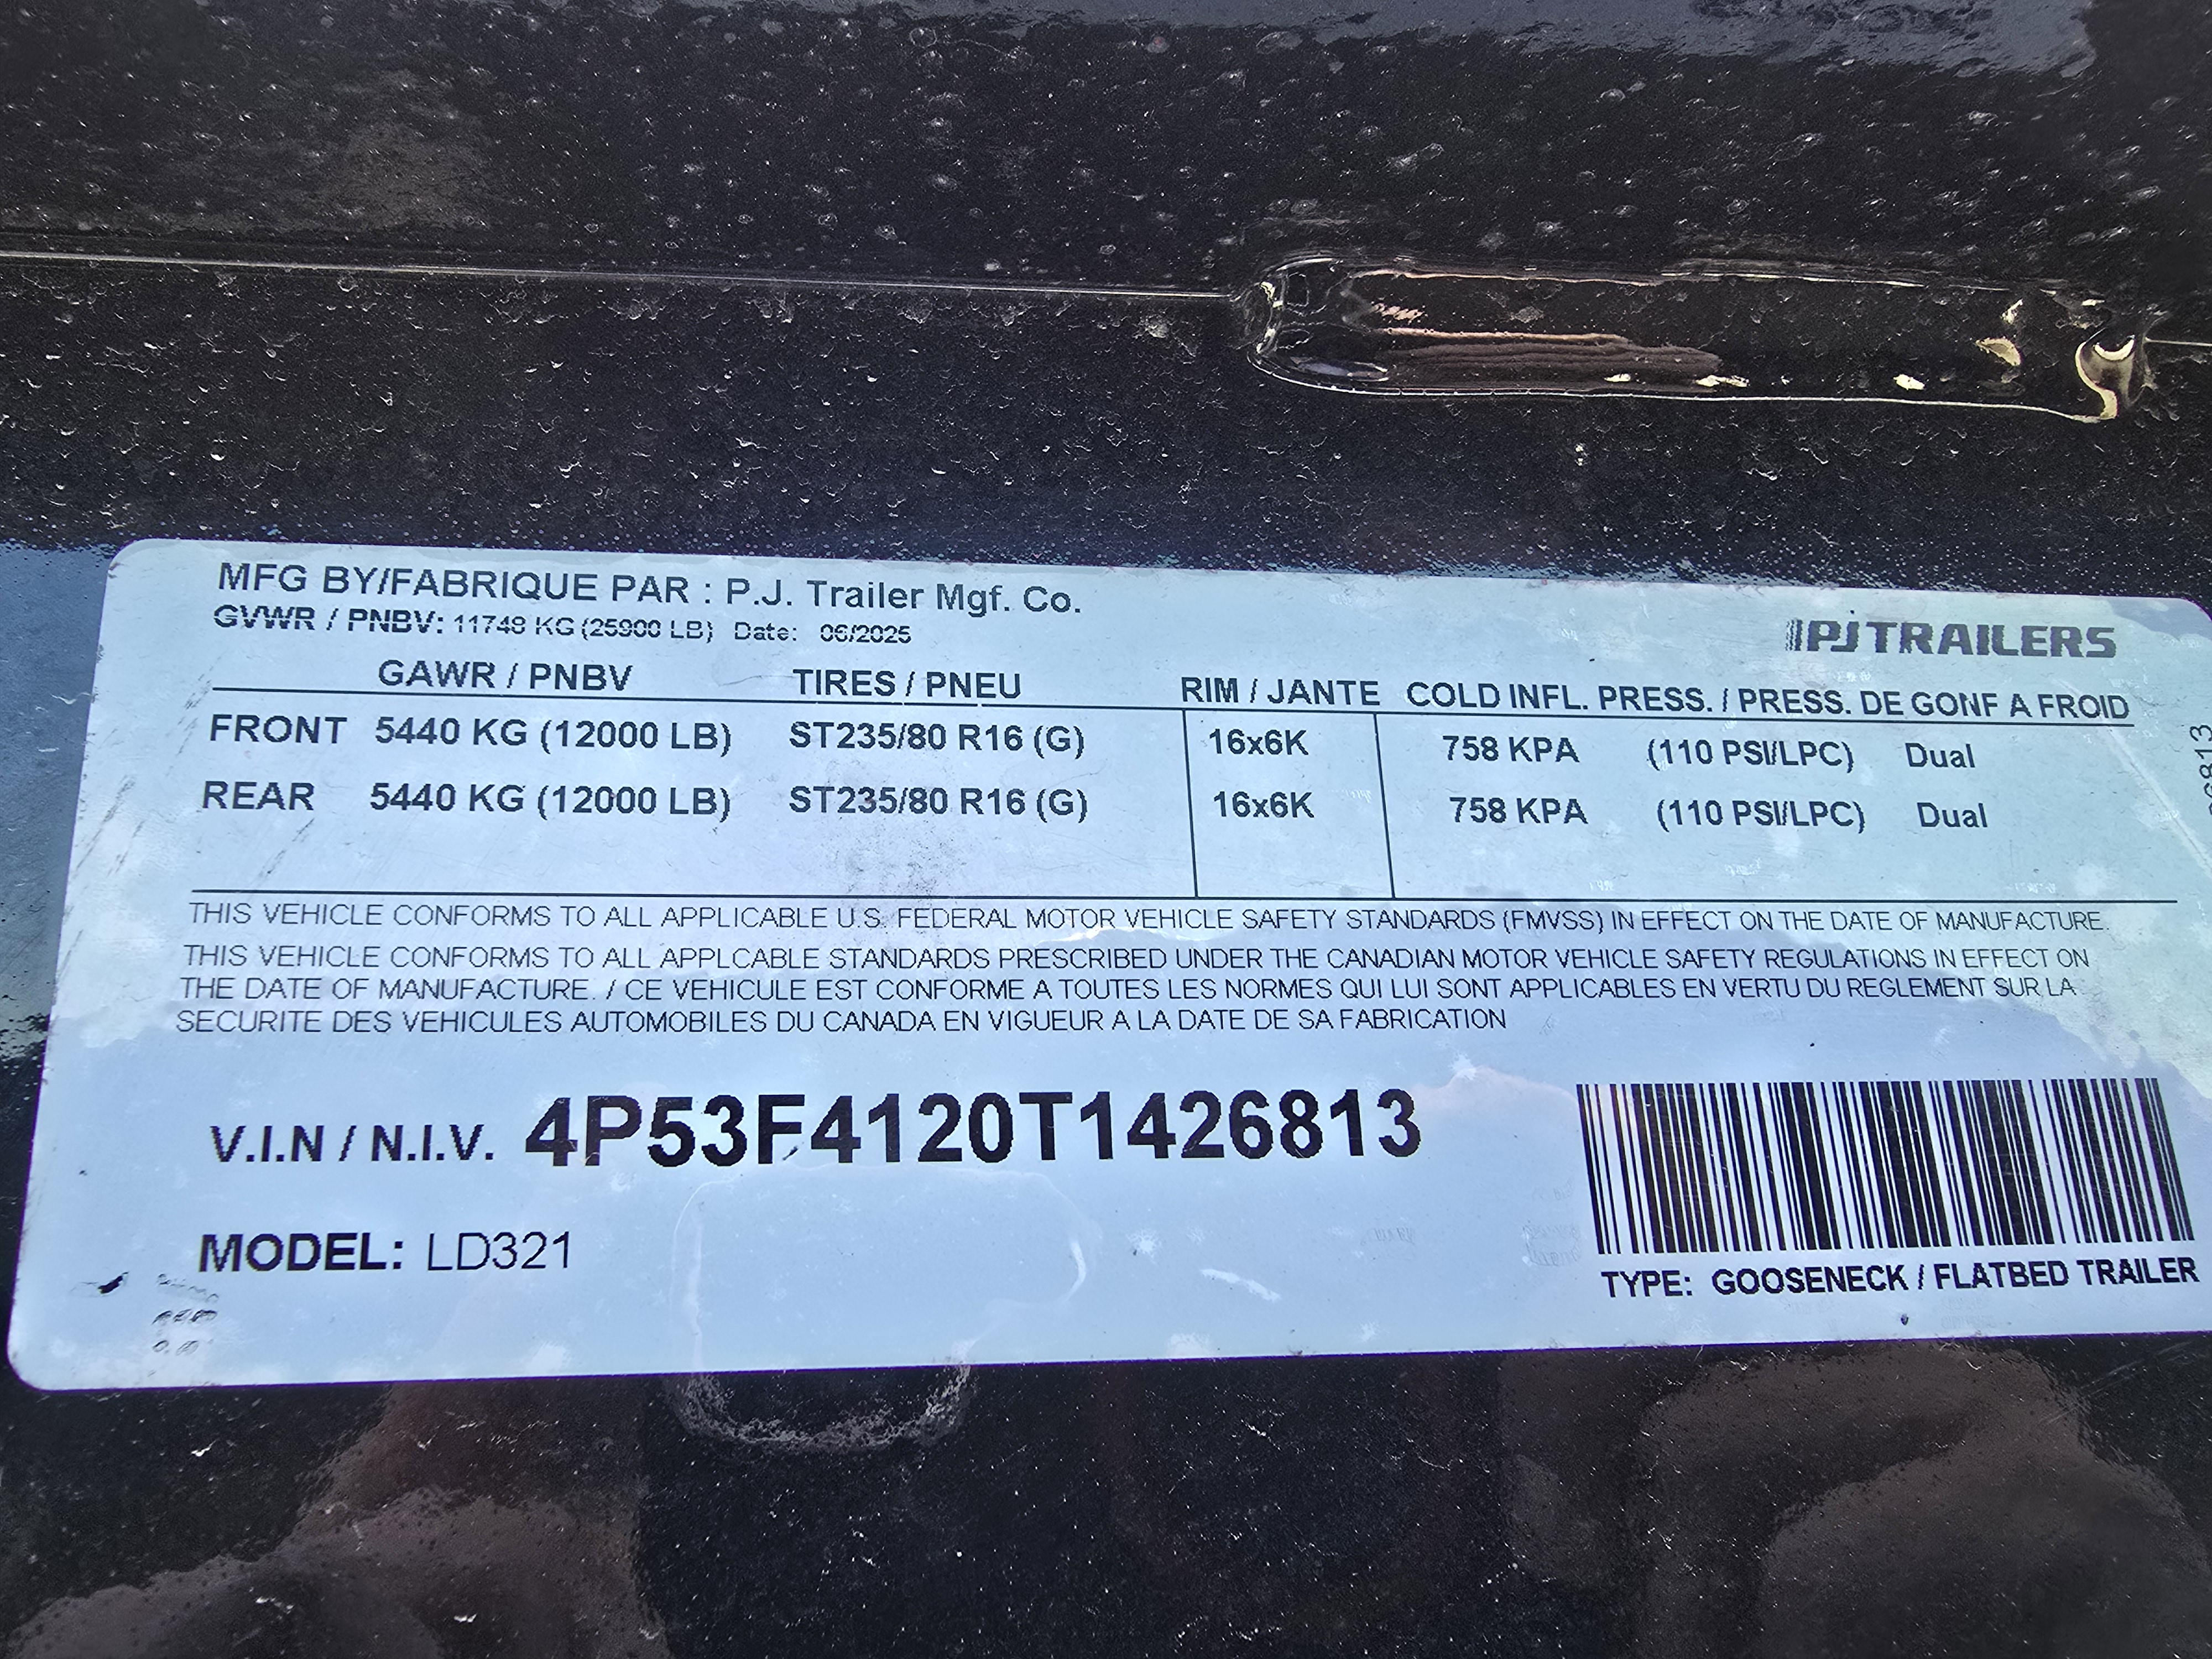 MFG BY/FABRIQUE PAR : P.J. Trailer Mgf. Co.
GVWR / PNBV: 11748 KG (25900 LB) Date: 06/2025
PJ TRAILERS
GAWR / PNBV TIRES / PNEU RIM / JANTE COLD INFL. PRESS. / PRESS. DE GONF A FROID
FRONT 5440 KG (12000 LB) ST235/80 R16 (G) 16x6K 758 KPA (110 PSI/LPC) Dual
REAR 5440 KG (12000 LB) ST235/80 R16 (G) 16x6K 758 KPA (110 PSI/LPC) Dual
THIS VEHICLE CONFORMS TO ALL APPLICABLE U.S. FEDERAL MOTOR VEHICLE SAFETY STANDARDS (FMVSS) IN EFFECT ON THE DATE OF MANUFACTURE.
THIS VEHICLE CONFORMS TO ALL APPLCABLE STANDARDS PRESCRIBED UNDER THE CANADIAN MOTOR VEHICLE SAFETY REGULATIONS IN EFFECT ON
THE DATE OF MANUFACTURE. / CE VEHICULE EST CONFORME A TOUTES LES NORMES QUI LUI SONT APPLICABLES EN VERTU DU REGLEMENT SUR LA
SECURITE DES VEHICULES AUTOMOBILES DU CANADA EN VIGUEUR A LA DATE DE SA FABRICATION
V.I.N / N.I.V. 4P53F4120T1426813
MODEL: LD321
TYPE: GOOSENECK / FLATBED TRAILER